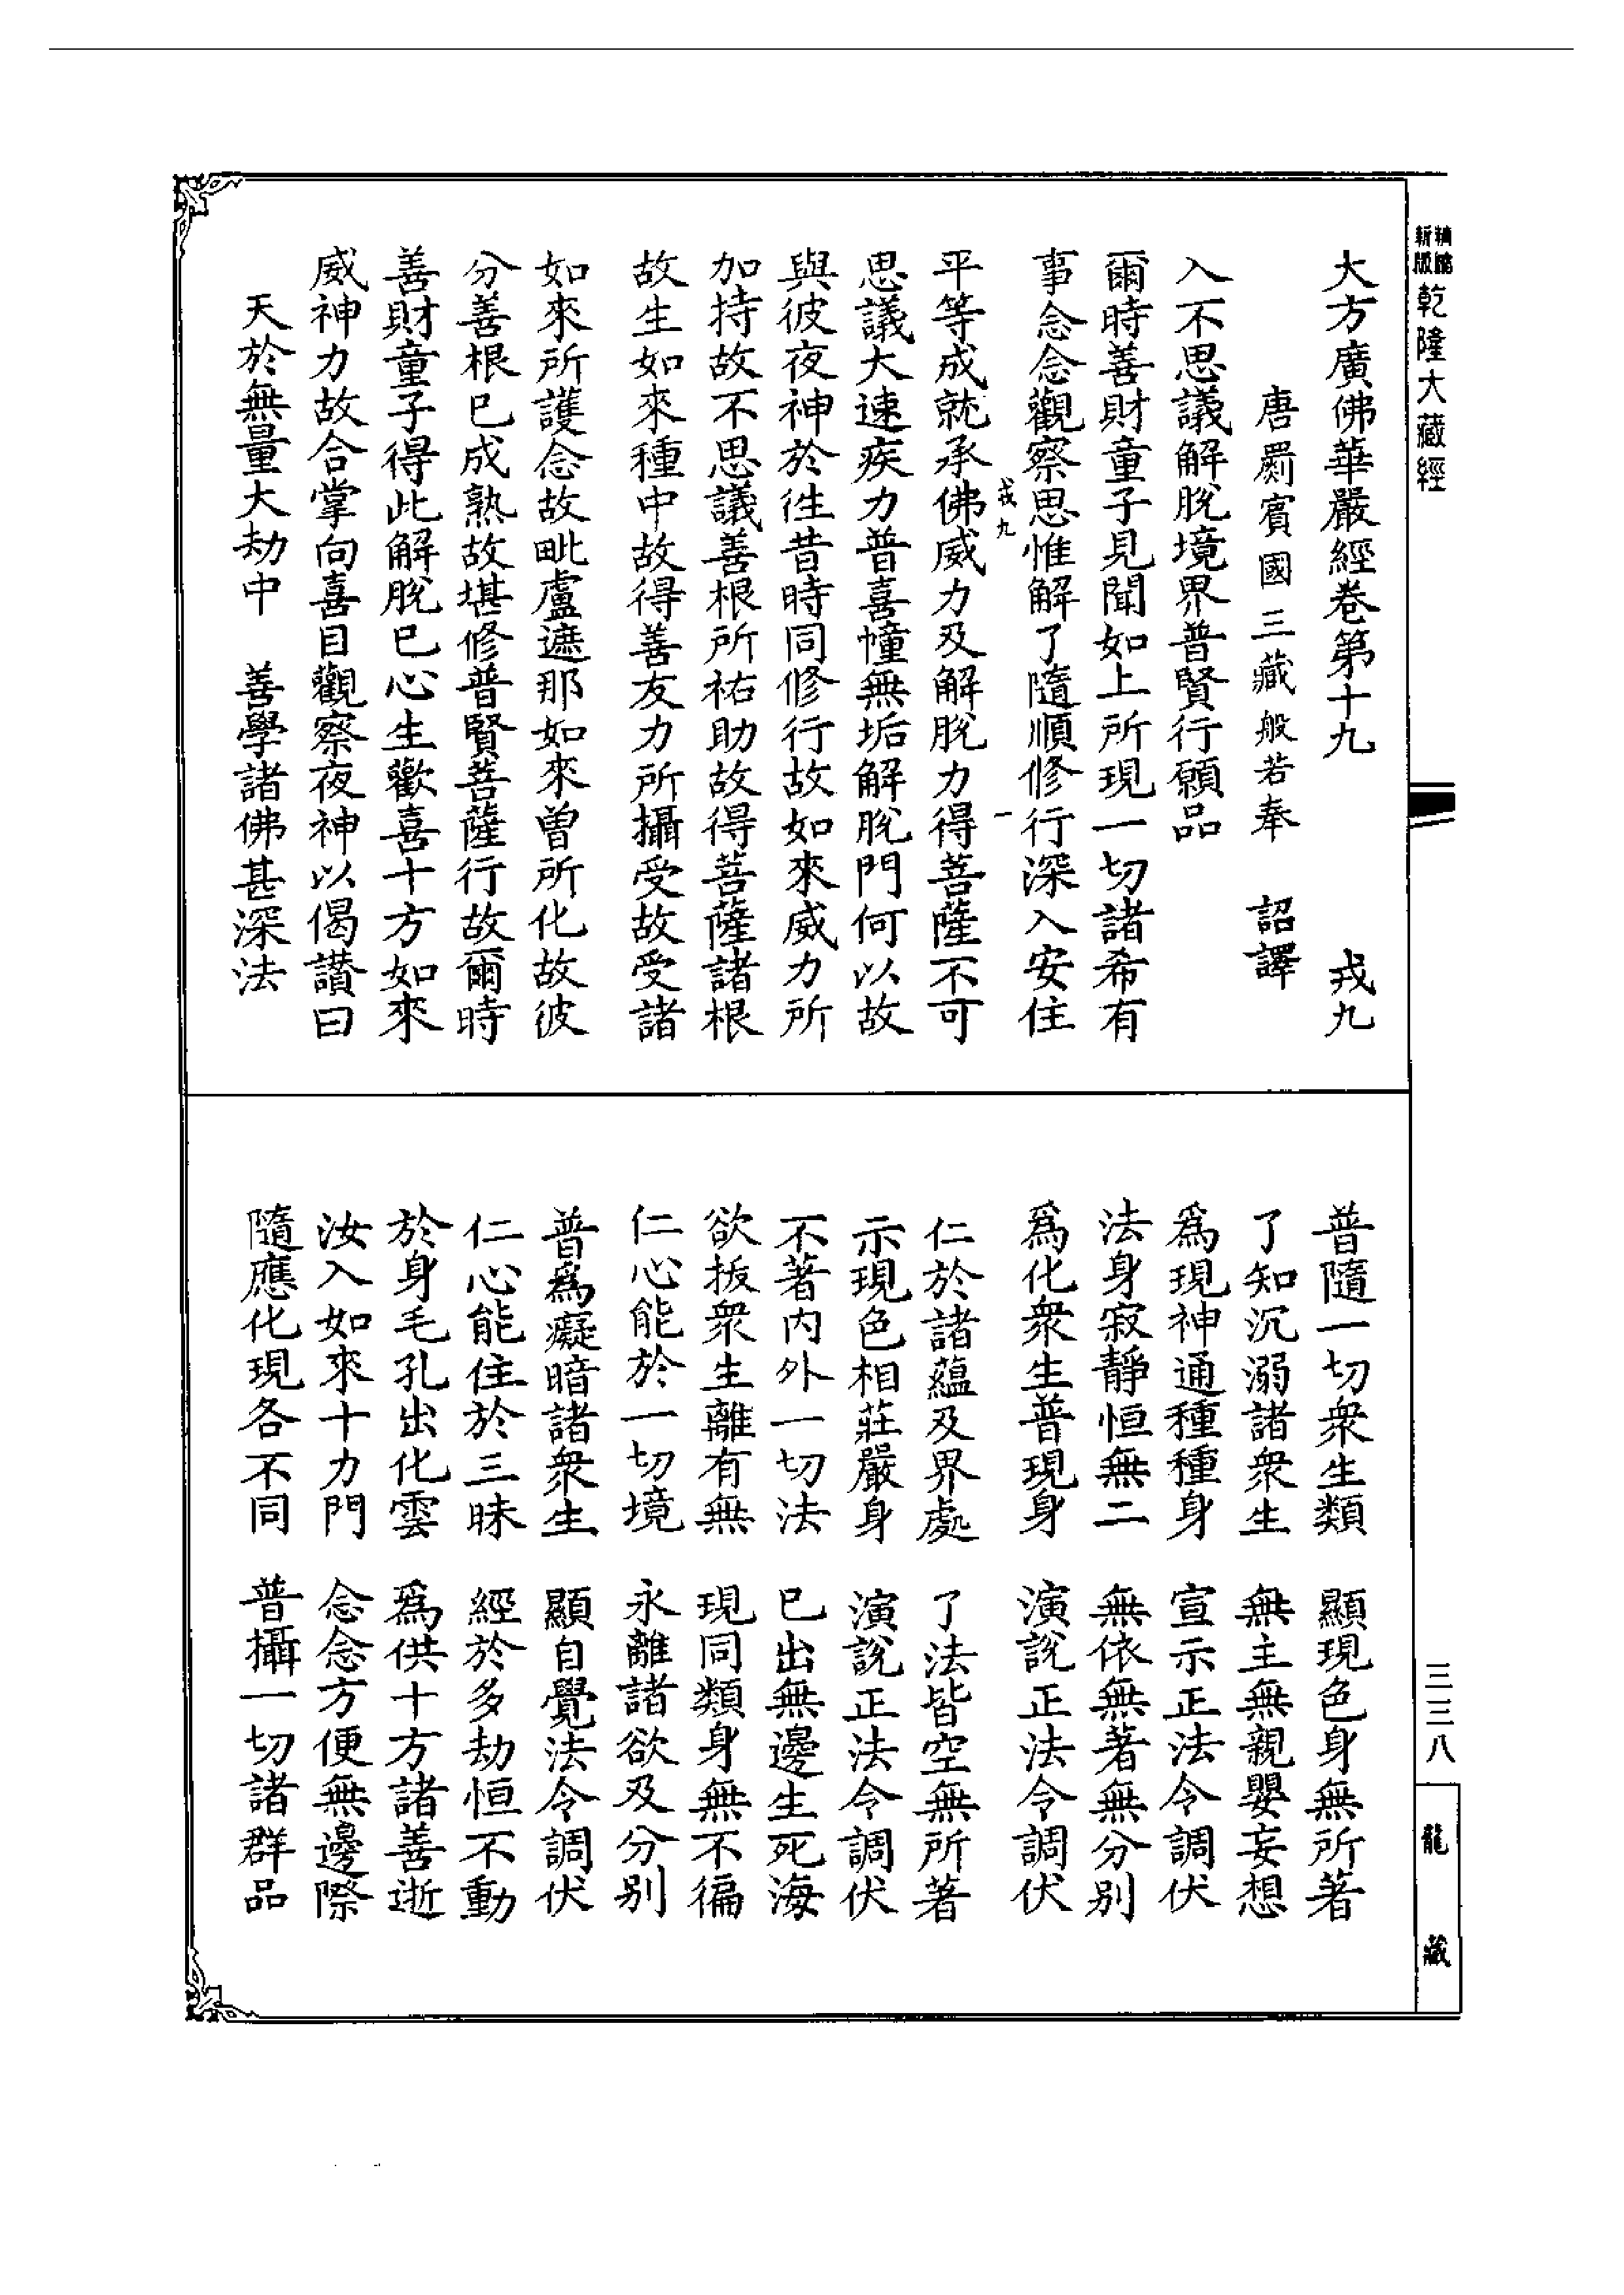 精縮新版乾隆大藏經
大方廣佛華嚴經卷第十九　戎九
唐罽賓國三藏般若奉　詔譯
入不思議解脫境界普賢行願品
爾時善財童子見聞如上所現一切諸希有
事念念觀察思惟解了隨順修行深入安住
戎九　一
平等成就承佛威力及解脫力得菩薩不可
思議大速疾力普喜幢無垢解脫門何以故
與彼夜神於徃昔時同修行故如來威力所
加持故不思議善根所祐助故得菩薩諸根
故生如來種中故得善友力所攝受故受諸
如來所護念故毗盧遮那如來曾所化故彼
分善根已成熟故堪修普賢菩薩行故爾時
善財童子得此解脫已心生歡喜十方如來
威神力故合掌向喜目觀察夜神以偈讚曰
天於無量大劫中　善學諸佛甚深法
普隨一切衆生類　顯現色身無所著
了知沉溺諸衆生　無主無親嬰妄想
爲現神通種種身　宣示正法令調伏
法身寂靜恒無二　無依無著無分别
爲化衆生普現身　演説正法令調伏
仁於諸蘊及界處　了法皆空無所著
示現色相莊嚴身　演説正法令調伏
不著内外一切法　已出無邊生死海
欲拔衆生離有無　現同類身無不徧
仁心能於一切境　永離諸欲及分别
普爲癡暗諸衆生　顯自覺法令調伏
仁心能住於三昧　經於多劫恒不動
於身毛孔出化雲　爲供十方諸善逝
汝入如來十力門　念念方便無邊際
隨應化現各不同　普攝一切諸群品
三三八
龍藏